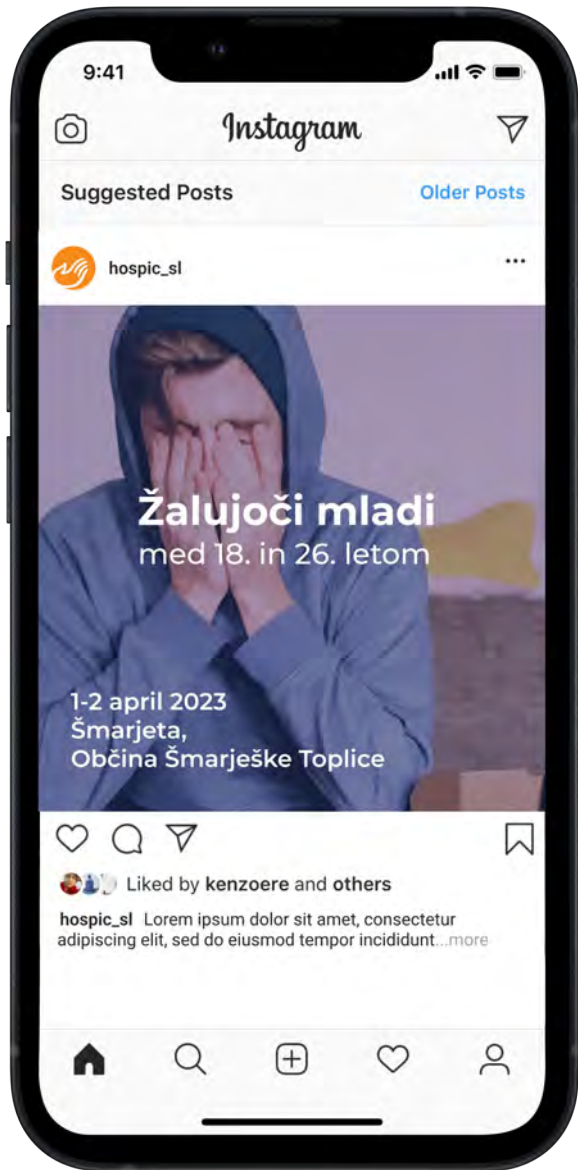 9:41
Instagram
Suggested Posts
Older Posts
hospic_sl
Žalujoči mladi
med 18. in 26. letom
1-2 april 2023
Šmarjeta,
Občina Šmarješke Toplice
Liked by kenzoere and others
hospic_sl Lorem ipsum dolor sit amet, consectetur
adipiscing elit, sed do eiusmod tempor incididunt...more